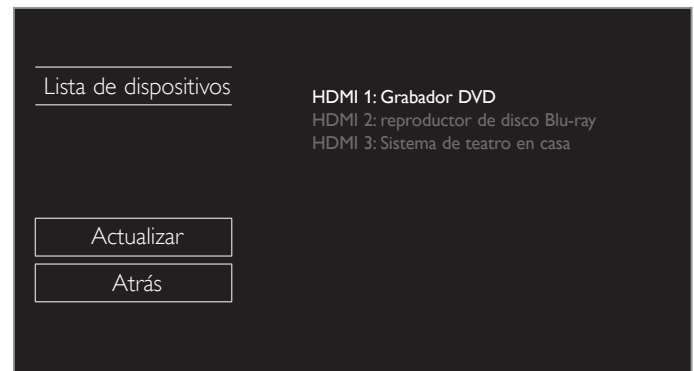 Lista de dispositivos
HDMI 1: Grabador DVD
HDMI 2: reproductor de disco Blu-ray
HDMI 3: Sistema de teatro en casa
Actualizar
Atrás